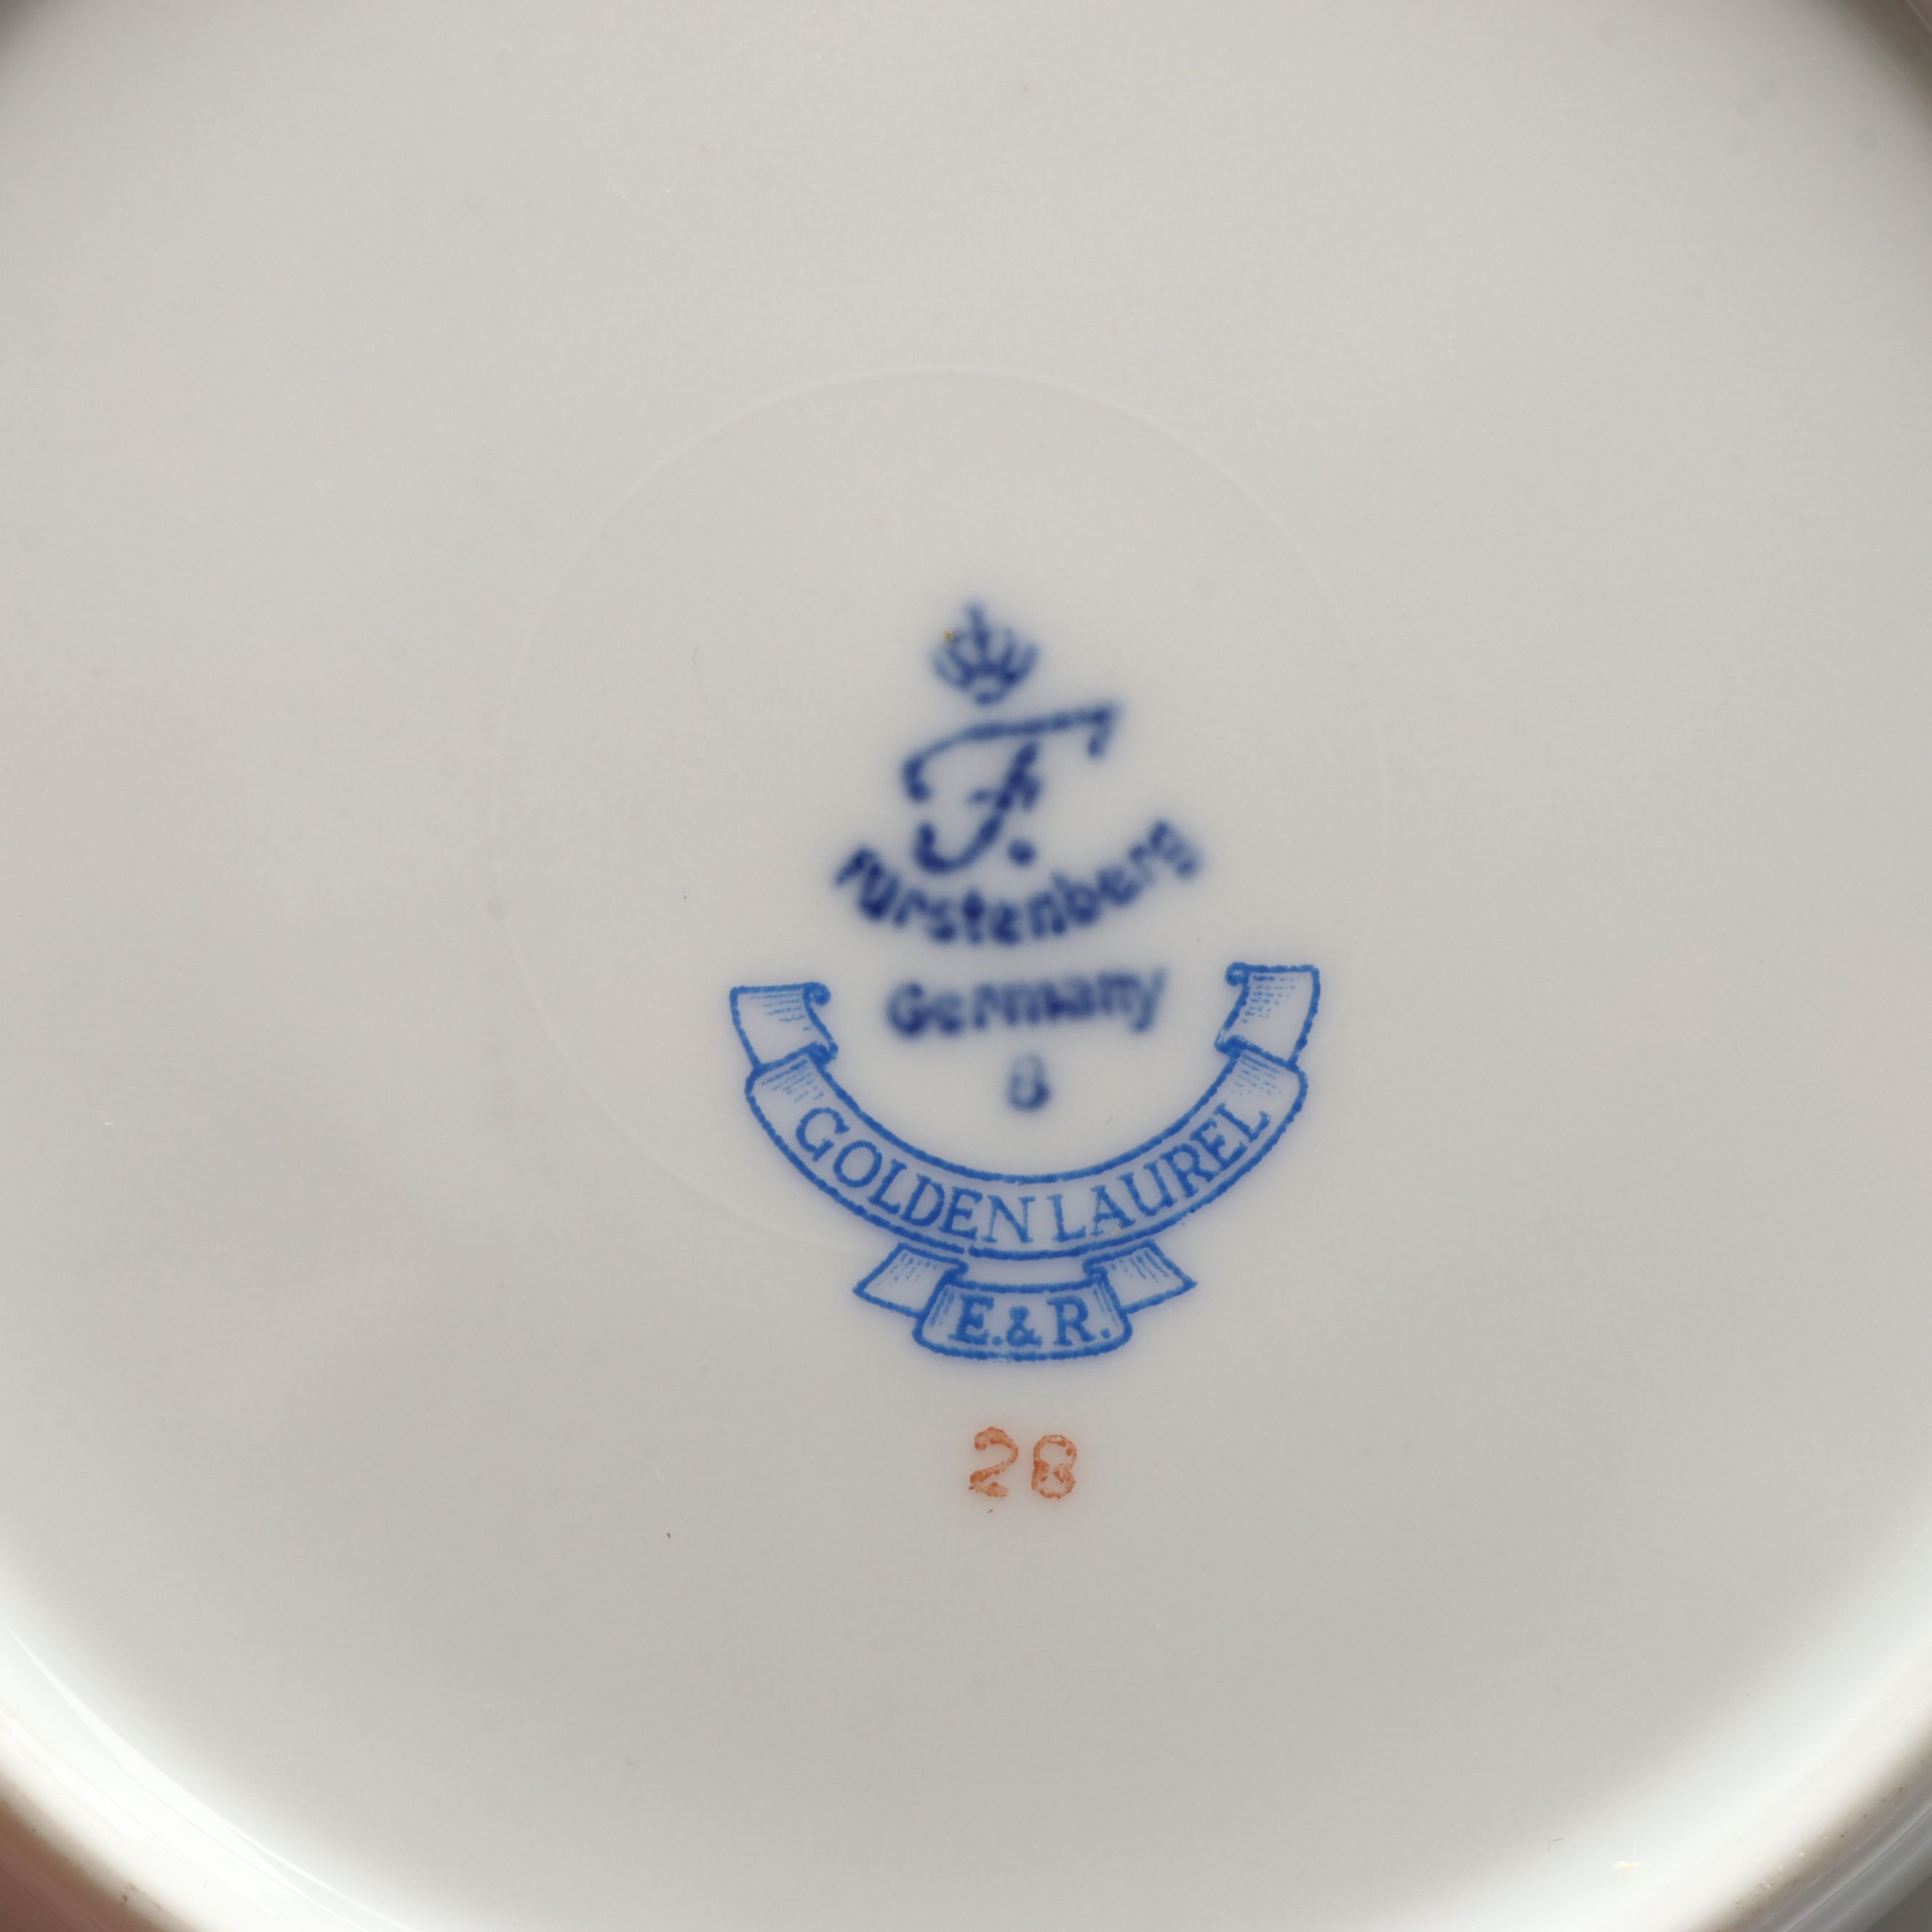 F.
Fürstenberg
Germany
8
GOLDEN LAUREL
E.&R.
28